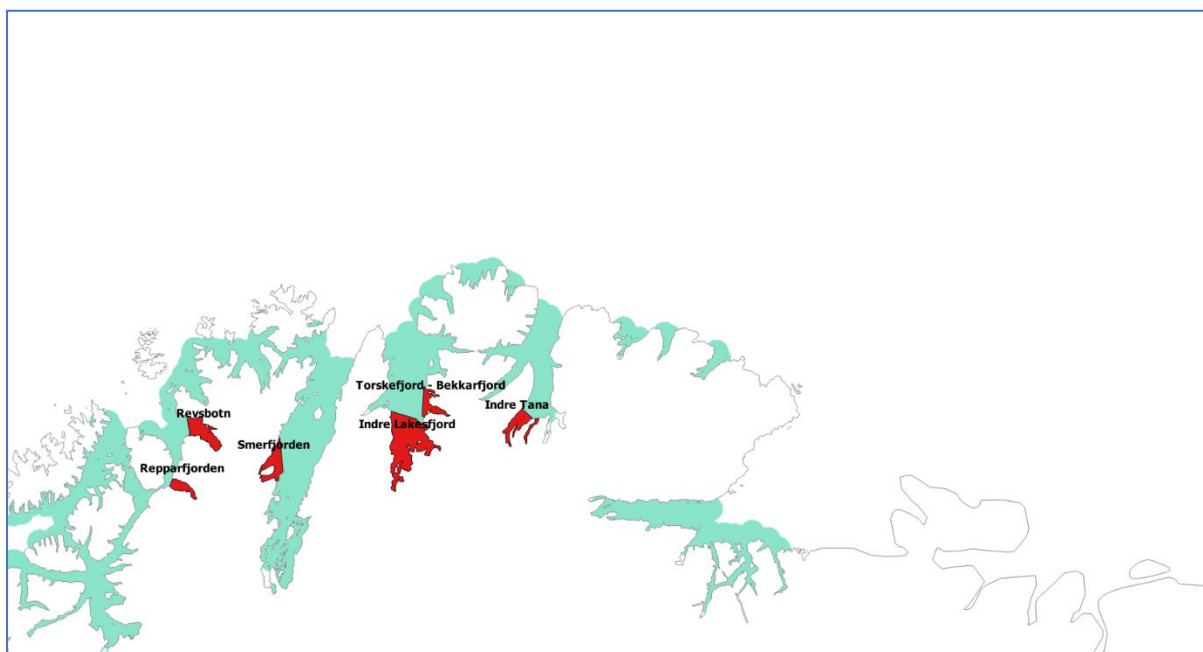 Torskefjord - Bekkarfjord
Indre Tana
Revsbotn
Indre Lakesfjord
Smerfjorden
Repparfjorden